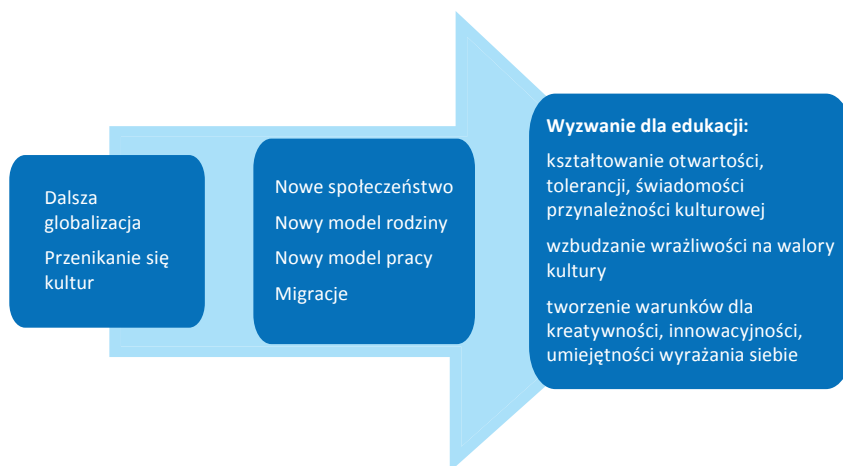 Dalsza
globalizacja
Przenikanie się
kultur
Nowe społeczeństwo
Nowy model rodziny
Nowy model pracy
Migracje
Wyzwanie dla edukacji:
kształtowanie otwartości,
tolerancji, świadomości
przynależności kulturowej
wzbudzanie wrażliwości na walory
kultury
tworzenie warunków dla
kreatywności, innowacyjności,
umiejętności wyrażania siebie